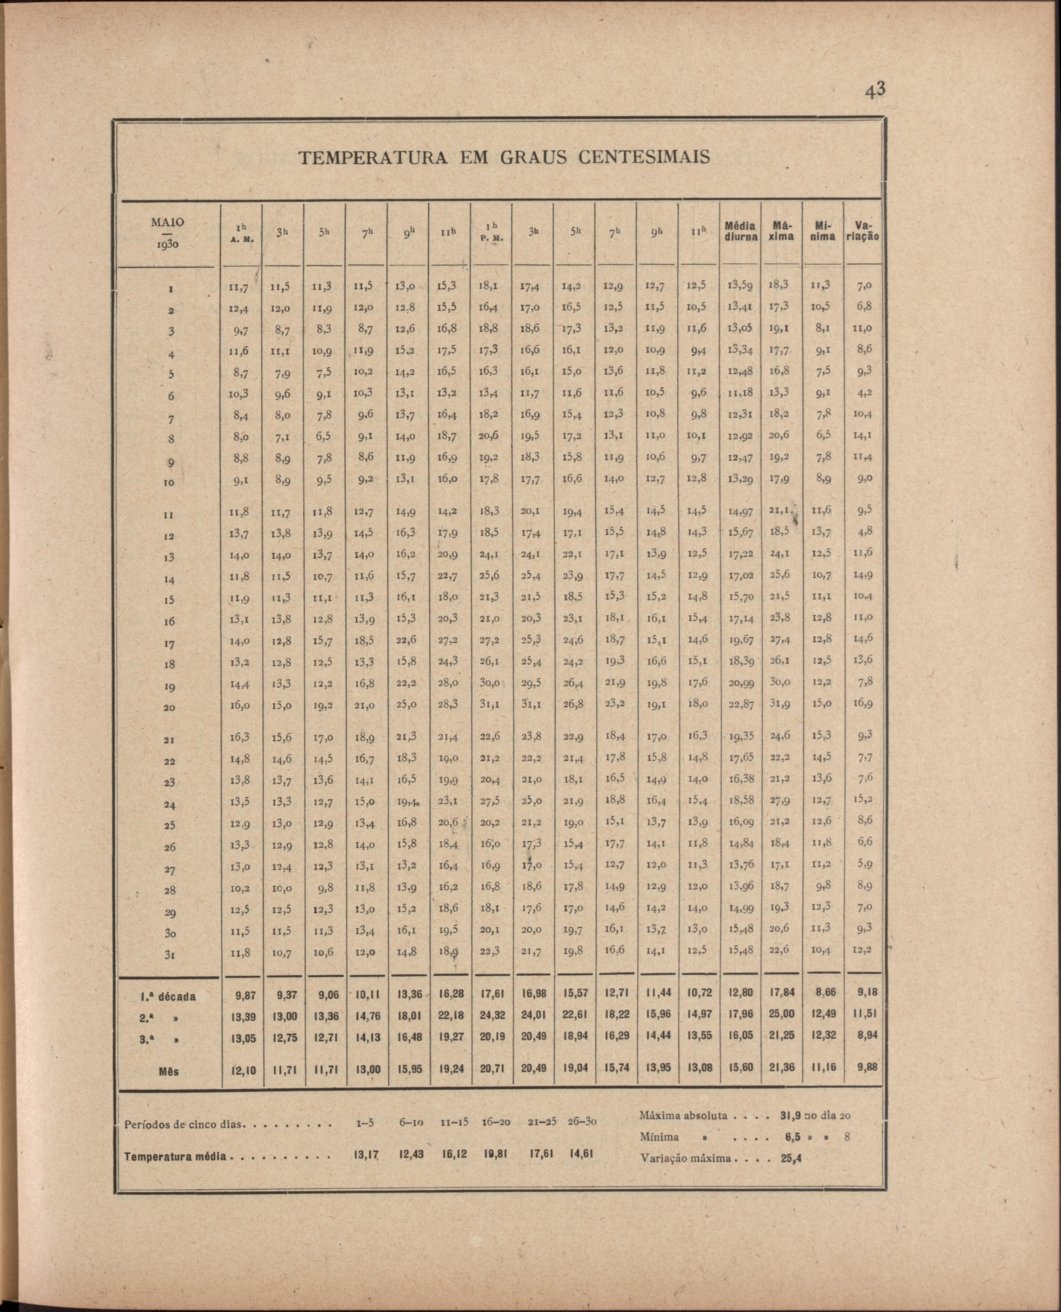 43
TEMPERATURA EM GRAUS CENTESIMAIS
MAIO 1930 1h A. M. 3h 5h 7h 9h 11h 1h P. M. 3h 5h 7h 9h 11h Média diurna Má-xima Mí-nima Va-riação
1 11,7 11,5 11,3 11,5 13,0 15,3 18,1 17,4 14,2 12,9 12,7 12,5 13,59 18,3 11,3 7,0
2 12,4 12,0 11,9 12,0 12,8 15,5 16,4 17,0 16,5 12,5 11,5 10,5 13,41 17,3 10,5 6,8
3 9,7 8,7 8,3 8,7 12,6 16,8 18,8 18,6 17,3 13,2 11,9 11,6 13,05 19,1 8,1 11,0
4 11,6 11,1 10,9 11,9 15,2 17,5 17,3 16,6 16,1 12,0 10,9 9,4 13,34 17,7 9,1 8,6
5 8,7 7,9 7,5 10,2 14,2 16,5 16,3 16,1 15,0 13,6 11,8 11,2 12,48 16,8 7,5 9,3
6 10,3 9,6 9,1 10,3 13,1 13,2 13,4 11,7 11,6 11,6 10,5 9,6 11,18 13,3 9,1 4,2
7 8,4 8,0 7,8 9,6 13,7 16,4 18,2 16,9 15,4 12,3 10,8 9,8 12,31 18,2 7,8 10,4
8 8,0 7,1 6,5 9,1 14,0 18,7 20,6 19,5 17,2 13,1 11,0 10,1 12,92 20,6 6,5 14,1
9 8,8 8,9 7,8 8,6 11,9 16,9 19,2 18,3 15,8 11,9 10,6 9,7 12,47 19,2 7,8 11,4
10 9,1 8,9 9,5 9,2 13,1 16,0 17,8 17,7 16,6 14,0 12,7 12,8 13,29 17,9 8,9 9,0
11 11,8 11,7 11,8 12,7 14,9 14,2 18,3 20,1 19,4 15,4 14,5 14,5 14,97 21,1 11,6 9,5
12 13,7 13,8 13,9 14,5 16,3 17,9 18,5 17,4 17,1 15,5 14,8 14,3 15,67 18,5 13,7 4,8
13 14,0 14,0 13,7 14,0 16,2 20,9 24,1 24,1 22,1 17,1 13,9 12,5 17,22 24,1 12,5 11,6
14 11,8 11,5 10,7 11,6 15,7 22,7 25,6 25,4 23,9 17,7 14,5 12,9 17,02 25,6 10,7 14,9
15 11,9 11,3 11,1 11,3 16,1 18,0 21,3 21,5 18,5 15,3 15,2 14,8 15,70 21,5 11,1 10,4
16 13,1 13,8 12,8 13,9 15,3 20,3 21,0 20,3 23,1 18,1 16,1 15,4 17,14 23,8 12,8 11,0
17 14,0 12,8 15,7 18,5 22,6 27,2 27,2 25,3 24,6 18,7 15,1 14,6 19,67 27,4 12,8 14,6
18 13,2 12,8 12,5 13,3 15,8 24,3 26,1 25,4 24,2 19,3 16,6 15,1 18,39 26,1 12,5 13,6
19 14,4 13,3 12,2 16,8 22,2 28,0 30,0 29,5 26,4 21,9 19,8 17,6 20,99 30,0 12,2 7,8
20 16,0 15,0 19,2 21,0 25,0 28,3 31,1 31,1 26,8 23,2 19,1 18,0 22,87 31,9 15,0 16,9
21 16,3 15,6 17,0 18,9 21,3 21,4 22,6 23,8 22,9 18,4 17,0 16,3 19,35 24,6 15,3 9,3
22 14,8 14,6 14,5 16,7 18,3 19,0 21,2 22,2 21,4 17,8 15,8 14,8 17,65 22,2 14,5 7,7
23 13,8 13,7 13,6 14,1 16,5 19,9 20,4 21,0 18,1 16,5 14,9 14,0 16,38 21,2 13,6 7,6
24 13,5 13,3 12,7 15,0 19,4 23,1 27,5 25,0 21,9 18,8 16,4 15,4 18,58 27,9 12,7 15,2
25 12,9 13,0 12,9 13,4 16,8 20,6 20,2 21,2 19,0 15,1 13,7 13,9 16,09 21,2 12,6 8,6
26 13,3 12,9 12,8 14,0 15,8 18,4 16,0 17,3 15,4 17,7 14,1 11,8 14,84 18,4 11,8 6,6
27 13,0 12,4 12,3 13,1 13,2 16,4 16,9 17,0 15,4 12,7 12,0 11,3 13,76 17,1 11,2 5,9
28 10,2 10,0 9,8 11,8 13,9 16,2 16,8 18,6 17,8 14,9 12,9 12,0 13,96 18,7 9,8 8,9
29 12,5 12,5 12,3 13,0 15,2 18,6 18,1 17,6 17,0 14,6 14,2 14,0 14,99 19,3 12,3 7,0
30 11,5 11,5 11,3 13,4 16,1 19,5 20,1 20,0 19,7 16,1 13,7 13,0 15,48 20,6 11,3 9,3
31 11,8 10,7 10,6 12,0 14,8 18,9 22,3 21,7 19,8 16,6 14,1 12,5 15,48 22,6 10,4 12,2
1.ª década 9,87 9,37 9,06 10,11 13,36 16,28 17,61 16,98 15,57 12,71 11,44 10,72 12,80 17,84 8,66 9,18
2.ª » 13,39 13,00 13,36 14,76 18,01 22,18 24,32 24,01 22,61 18,22 15,96 14,97 17,96 25,00 12,49 11,51
3.ª » 13,05 12,75 12,71 14,13 16,48 19,27 20,19 20,49 18,94 16,29 14,44 13,55 16,05 21,25 12,32 8,94
Mês 12,10 11,71 11,71 13,00 15,95 19,24 20,71 20,49 19,04 15,74 13,95 13,08 15,60 21,36 11,16 9,88
Períodos de cinco dias. . . . . . . . . 1–5 6–10 11–15 16–20 21–25 26–30
Temperatura média . . . . . . . . . . 13,17 12,43 16,12 19,81 17,61 14,61
Máxima absoluta . . . . 31,9 no dia 20
Mínima » . . . . 6,5 » » 8
Variação máxima . . . . 25,4